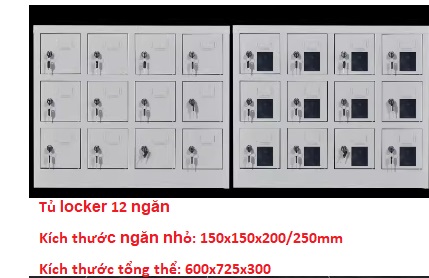 Tủ locker 12 ngăn
Kích thước ngăn nhỏ: 150x150x200/250mm
Kích thước tổng thể: 600x725x300